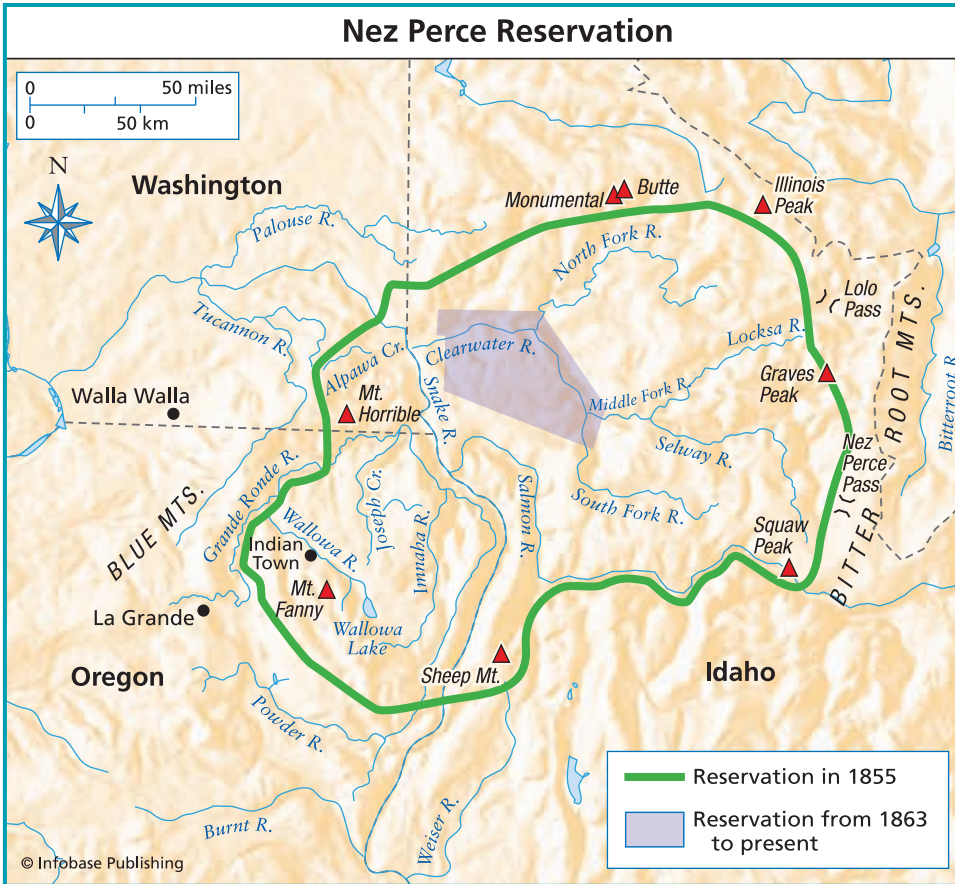 Nez Perce Reservation
0
50 miles
0
50 km
N
Washington
Palouse R.
Monumental
Butte
Illinois
Peak
North Fork R.
Lolo
Pass
Tucannon R.
Alpawa Cr.
Clearwater R.
Locksa R.
Snake R.
Walla Walla
Mt.
Horrible
Middle Fork R.
Graves
Peak
BITTER ROOT MTS.
Bitterroot R.
Selway R.
Nez
Perce
Pass
Grande Ronde R.
BLUE MTS.
Wallowa R.
Joseph Cr.
Imnaha R.
Salmon R
South Fork R.
Squaw
Peak
Indian
Town
Mt.
Fanny
La Grande
Wallowa
Lake
Oregon
Sheep Mt.
Idaho
Powder R.
Burnt R.
Weiser R.
Reservation in 1855
Reservation from 1863
to present
© Infobase Publishing